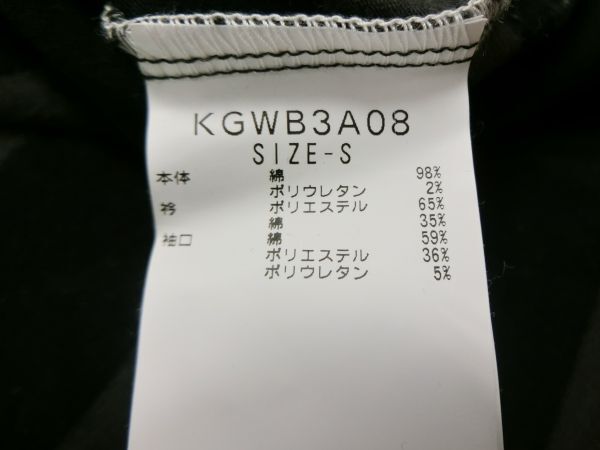 KGWB3A08
SIZE-S
本体 綿 98%
ポリウレタン 2%
衿 ポリエステル 65%
綿 35%
袖口 綿 59%
ポリエステル 36%
ポリウレタン 5%